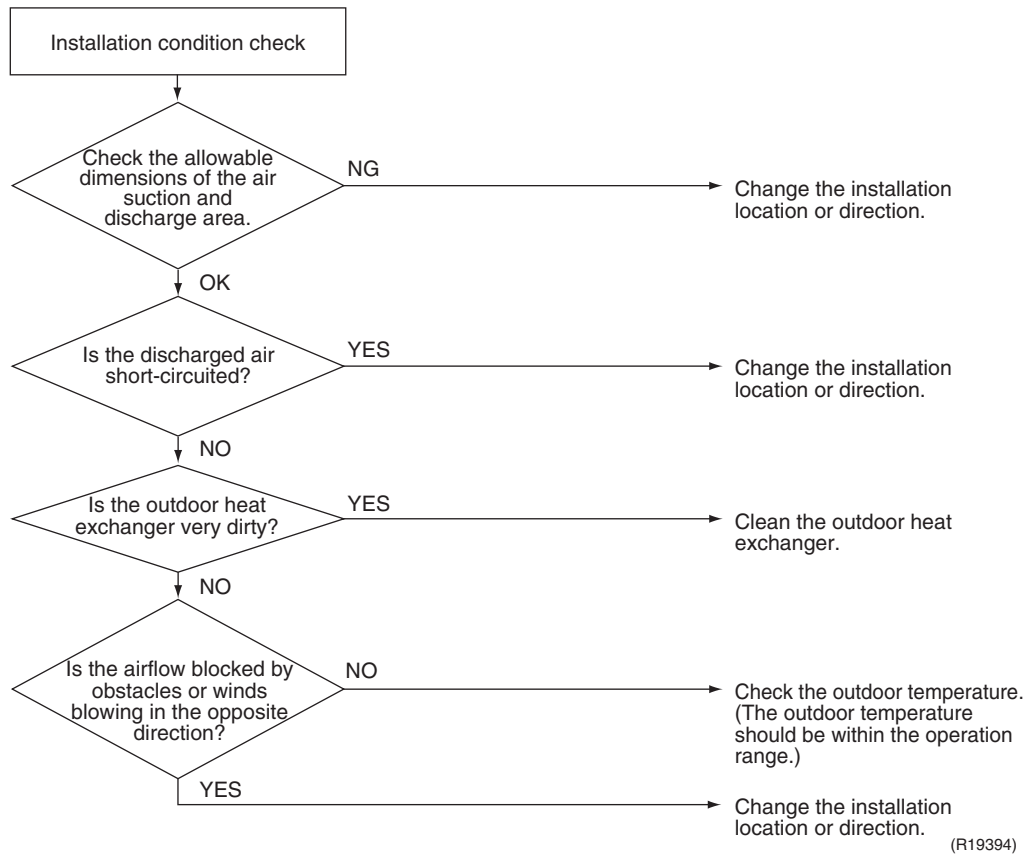 Installation condition check
Check the allowable
dimensions of the air
suction and
discharge area.
NG
Change the installation
location or direction.
OK
Is the discharged air
short-circuited?
YES
Change the installation
location or direction.
NO
Is the outdoor heat
exchanger very dirty?
YES
Clean the outdoor heat
exchanger.
NO
Is the airflow blocked by
obstacles or winds
blowing in the opposite
direction?
NO
Check the outdoor temperature.
(The outdoor temperature
should be within the operation
range.)
YES
Change the installation
location or direction.
(R19394)